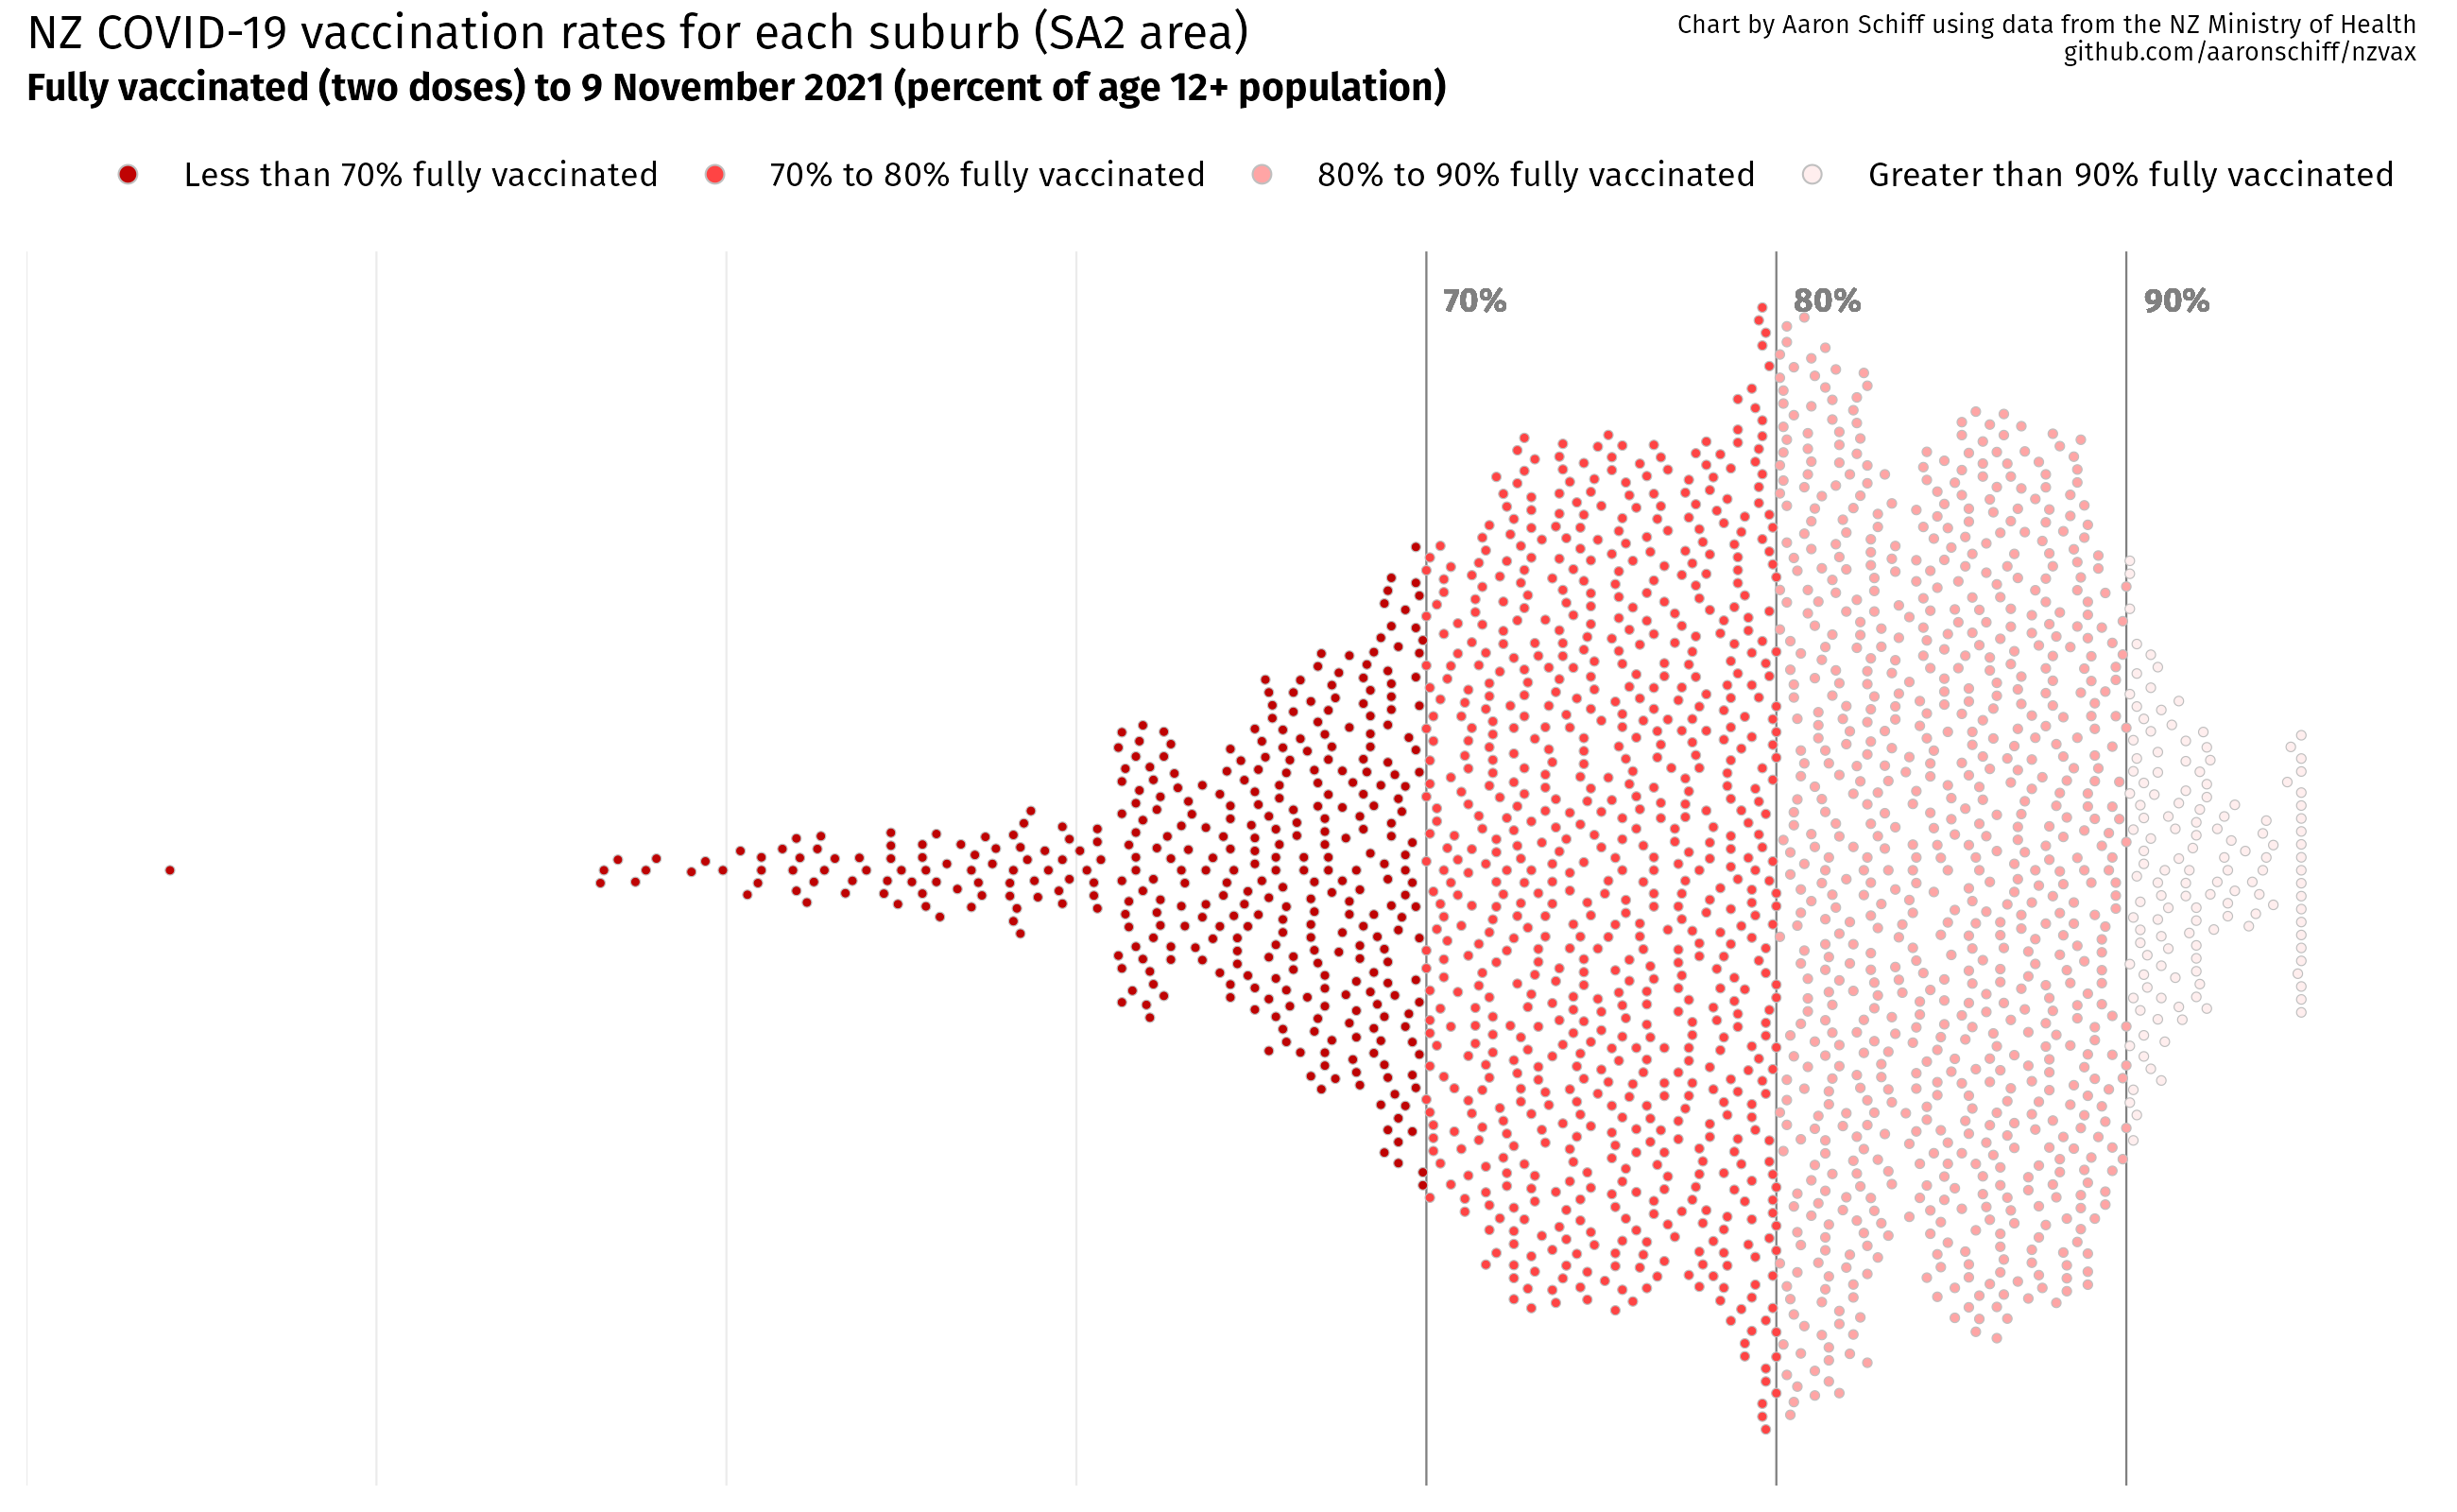 NZ COVID-19 vaccination rates for each suburb (SA2 area)
Fully vaccinated (two doses) to 9 November 2021 (percent of age 12+ population)
Chart by Aaron Schiff using data from the NZ Ministry of Health
github.com/aaronschiff/nzvax
Less than 70% fully vaccinated
70% to 80% fully vaccinated
80% to 90% fully vaccinated
Greater than 90% fully vaccinated
70%
80%
90%